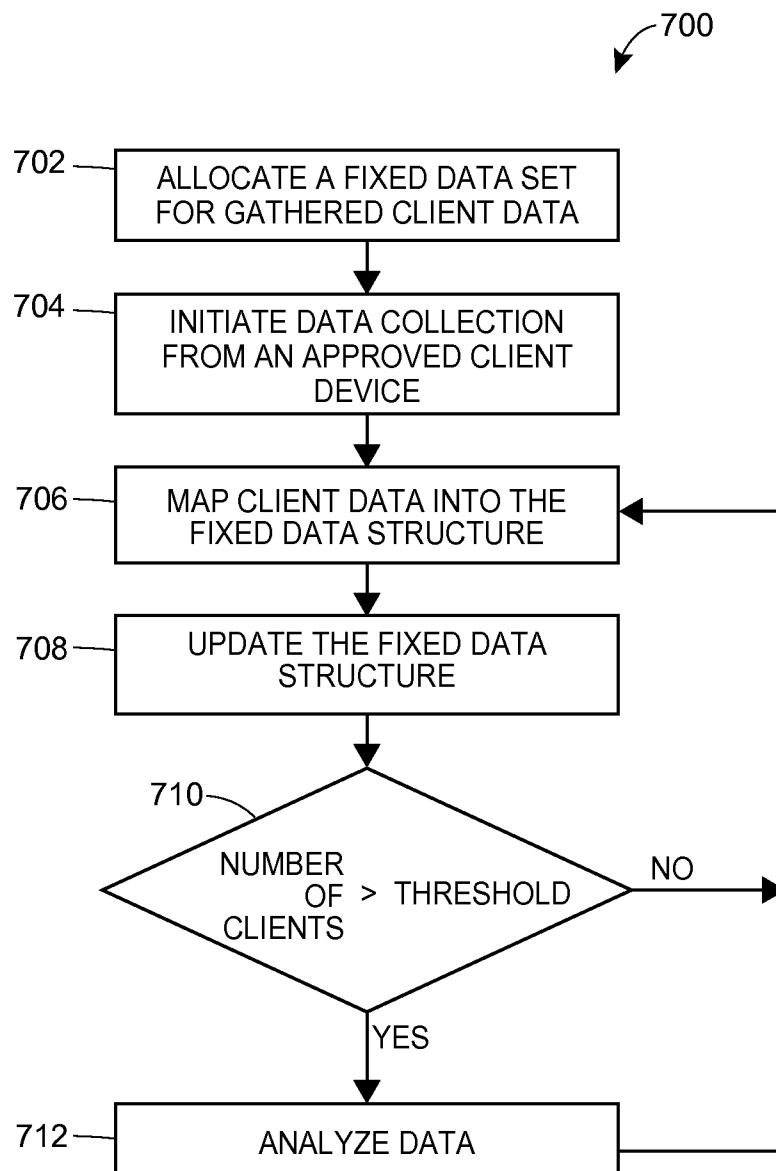 700
702
ALLOCATE A FIXED DATA SET
FOR GATHERED CLIENT DATA
704
INITIATE DATA COLLECTION
FROM AN APPROVED CLIENT
DEVICE
706
MAP CLIENT DATA INTO THE
FIXED DATA STRUCTURE
708
UPDATE THE FIXED DATA
STRUCTURE
710
NUMBER
OF > THRESHOLD
CLIENTS
NO
YES
712
ANALYZE DATA